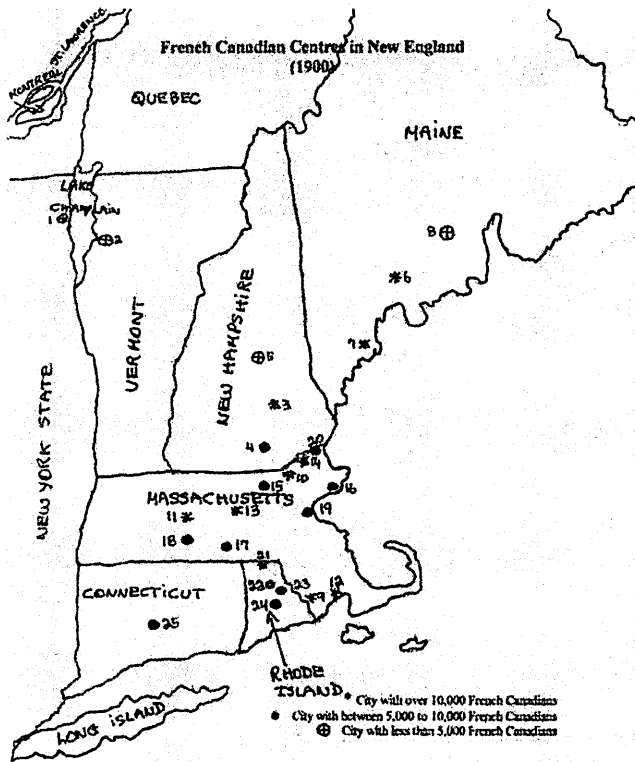 French Canadian Centres in New England
(1900)
MONTREAL
ST. LAWRENCE
QUEBEC
MAINE
LAKE
CHAMPLAIN
1
2
8
6
7
VERMONT
NEW HAMPSHIRE
5
3
4
20
14
10
NEW YORK STATE
MASSACHUSETTS
15
16
11
13
19
18
17
21
12
CONNECTICUT
22
23
9
24
25
RHODE
ISLAND
LONG ISLAND
* City with over 10,000 French Canadians
● City with between 5,000 to 10,000 French Canadians
⊕ City with less than 5,000 French Canadians